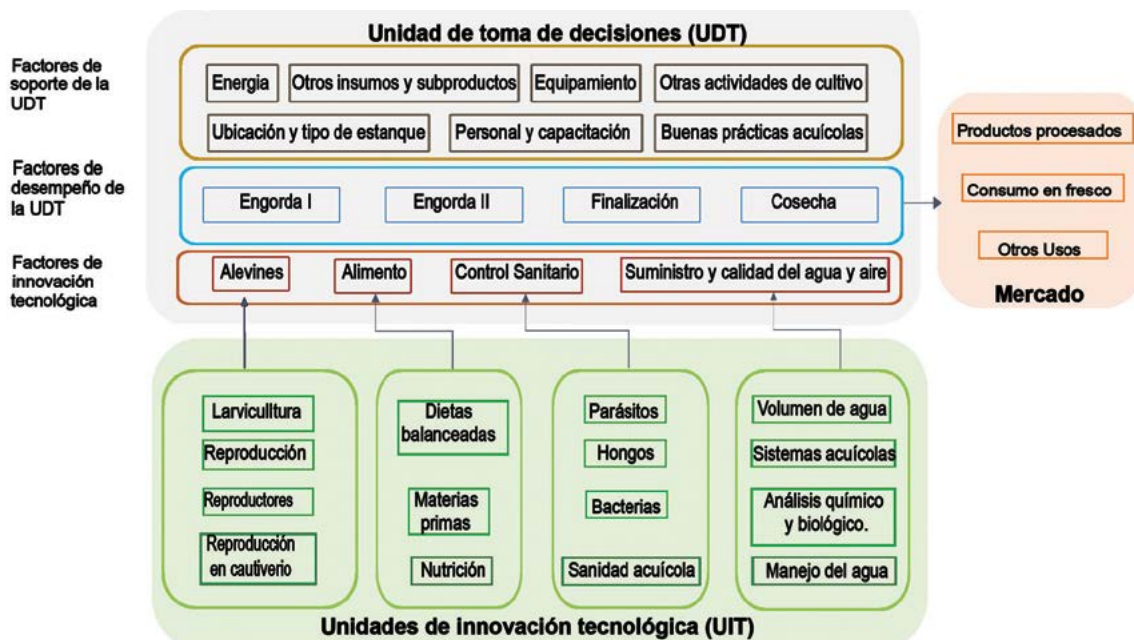 Unidad de toma de decisiones (UDT)
Factores de
soporte de la
UDT
Energia
Otros insumos y subproductos
Equipamiento
Otras actividades de cultivo
Ubicación y tipo de estanque
Personal y capacitación
Buenas prácticas acuícolas
Factores de
desempeño de
la UDT
Engorda I
Engorda II
Finalización
Cosecha
Factores de
innovación
tecnológica
Alevines
Alimento
Control Sanitario
Suministro y calidad del agua y aire
Productos procesados
Consumo en fresco
Otros Usos
Mercado
Larvicullltura
Reproducción
Reproductores
Reproducción
en cautiverio
Dietas
balanceadas
Materias
primas
Nutrición
Parásitos
Hongos
Bacterias
Sanidad acuícola
Volumen de agua
Sistemas acuícolas
Análisis químico
y biológico.
Manejo del agua
Unidades de innovación tecnológica (UIT)